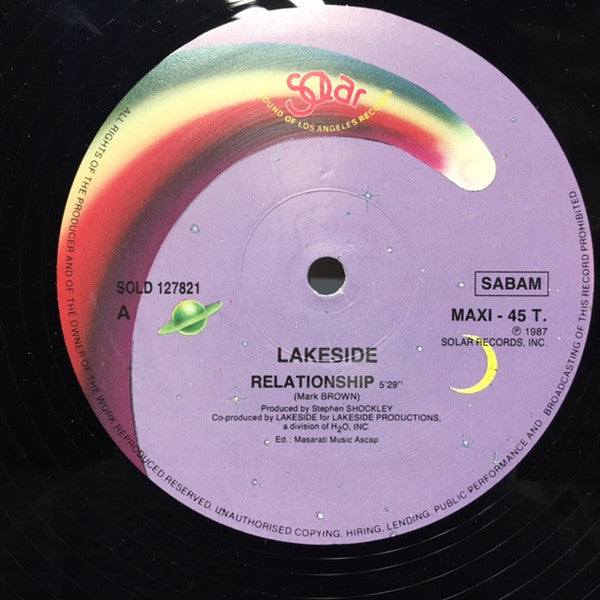 solar
SOUND OF LOS ANGELES RECORDS
ALL RIGHTS OF THE PRODUCER AND OF THE OWNER OF THE WORK REPRODUCED RESERVED. UNAUTHORISED COPYING, HIRING, LENDING, PUBLIC PERFORMANCE AND BROADCASTING OF THIS RECORD PROHIBITED
SOLD 127821
A
SABAM
MAXI - 45 T.
℗ 1987
SOLAR RECORDS, INC.
LAKESIDE
RELATIONSHIP 5'29"
(Mark BROWN)
Produced by Stephen SHOCKLEY
Co-produced by LAKESIDE for LAKESIDE PRODUCTIONS,
a division of H₂O, INC.
Ed.: Masarati Music Ascap